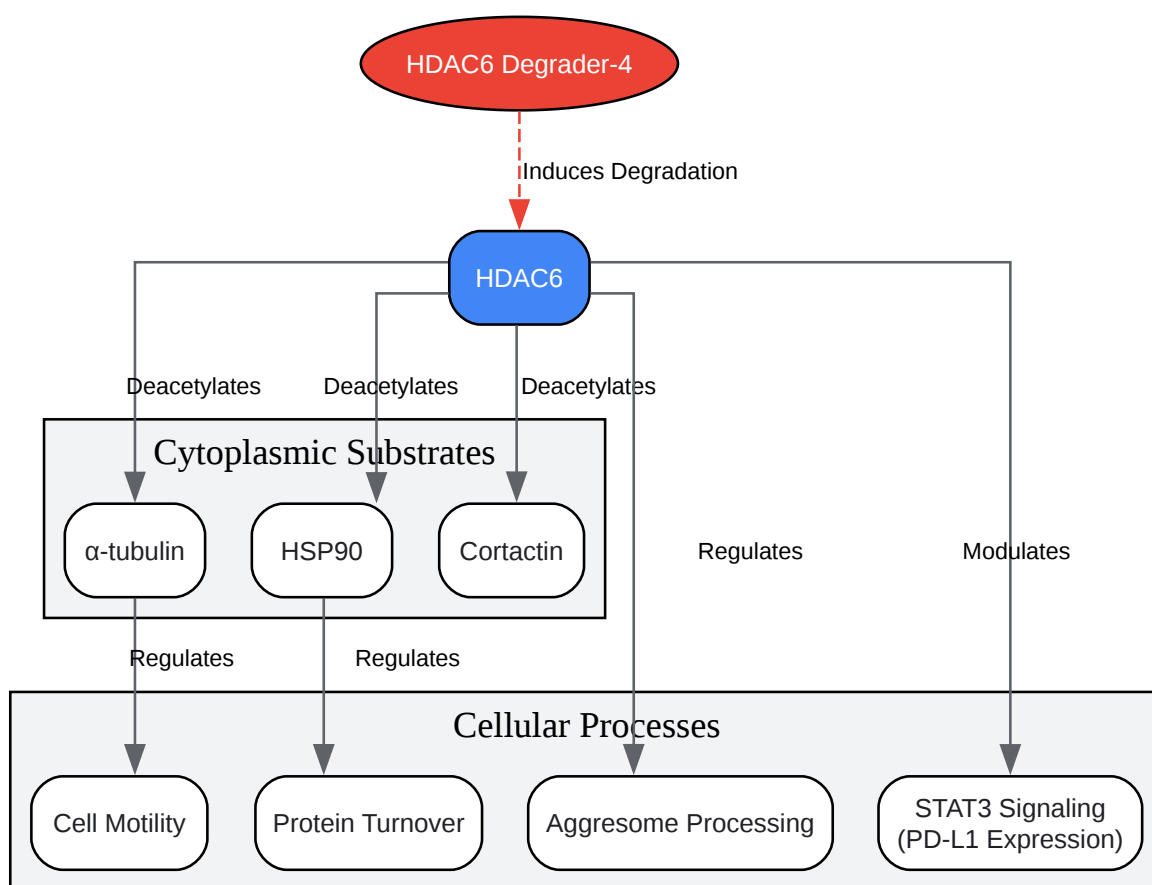 HDAC6 Degrader-4
Induces Degradation
HDAC6
Deacetylates
Deacetylates
Deacetylates
Cytoplasmic Substrates
α-tubulin
HSP90
Cortactin
Regulates
Modulates
Regulates
Regulates
Cellular Processes
Cell Motility
Protein Turnover
Aggresome Processing
STAT3 Signaling
(PD-L1 Expression)